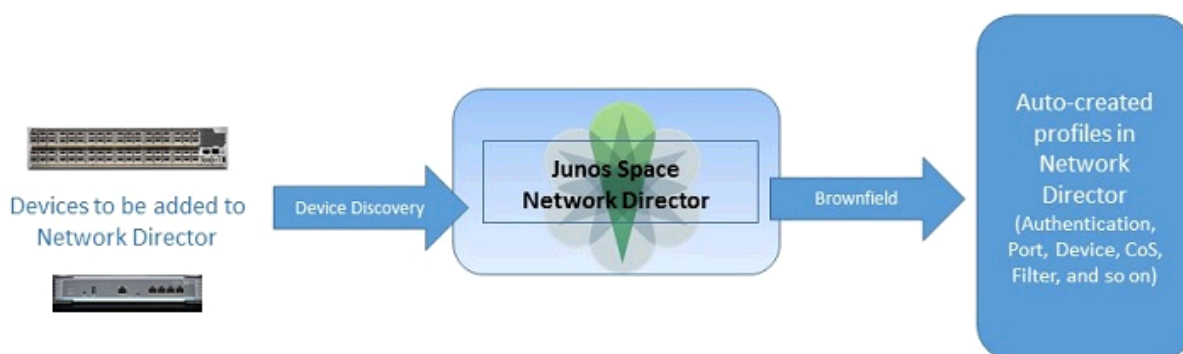 Devices to be added to
Network Director
Device Discovery
Junos Space
Network Director
Brownfield
Auto-created
profiles in
Network
Director
(Authentication,
Port, Device, CoS,
Filter, and so on)